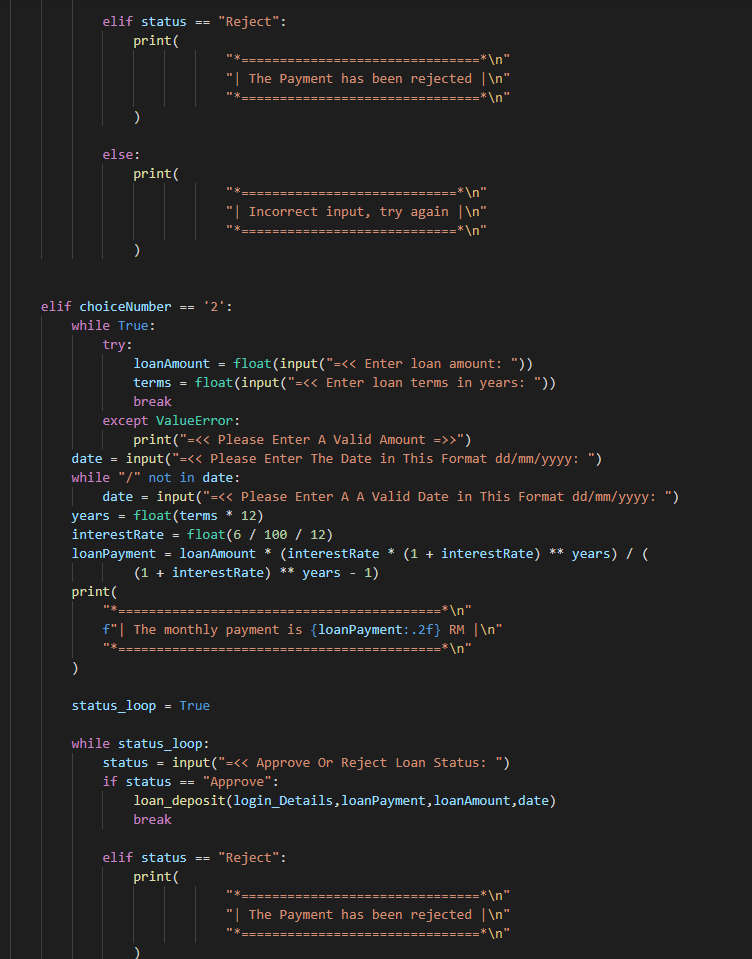 elif status == "Reject":
print(
"*===============================*\n"
"| The Payment has been rejected |\n"
"*===============================*\n"
)
else:
print(
"*============================*\n"
"| Incorrect input, try again |\n"
"*============================*\n"
)
elif choiceNumber == '2':
while True:
try:
loanAmount = float(input("=<< Enter loan amount: "))
terms = float(input("=<< Enter loan terms in years: "))
break
except ValueError:
print("=<< Please Enter A Valid Amount =>>")
date = input("=<< Please Enter The Date in This Format dd/mm/yyyy: ")
while "/" not in date:
date = input("=<< Please Enter A A Valid Date in This Format dd/mm/yyyy: ")
years = float(terms * 12)
interestRate = float(6 / 100 / 12)
loanPayment = loanAmount * (interestRate * (1 + interestRate) ** years) / (
(1 + interestRate) ** years - 1)
print(
"*==========================================*\n"
f"| The monthly payment is {loanPayment:.2f} RM |\n"
"*==========================================*\n"
)
status_loop = True
while status_loop:
status = input("=<< Approve Or Reject Loan Status: ")
if status == "Approve":
loan_deposit(login_Details,loanPayment,loanAmount,date)
break
elif status == "Reject":
print(
"*===============================*\n"
"| The Payment has been rejected |\n"
"*===============================*\n"
)